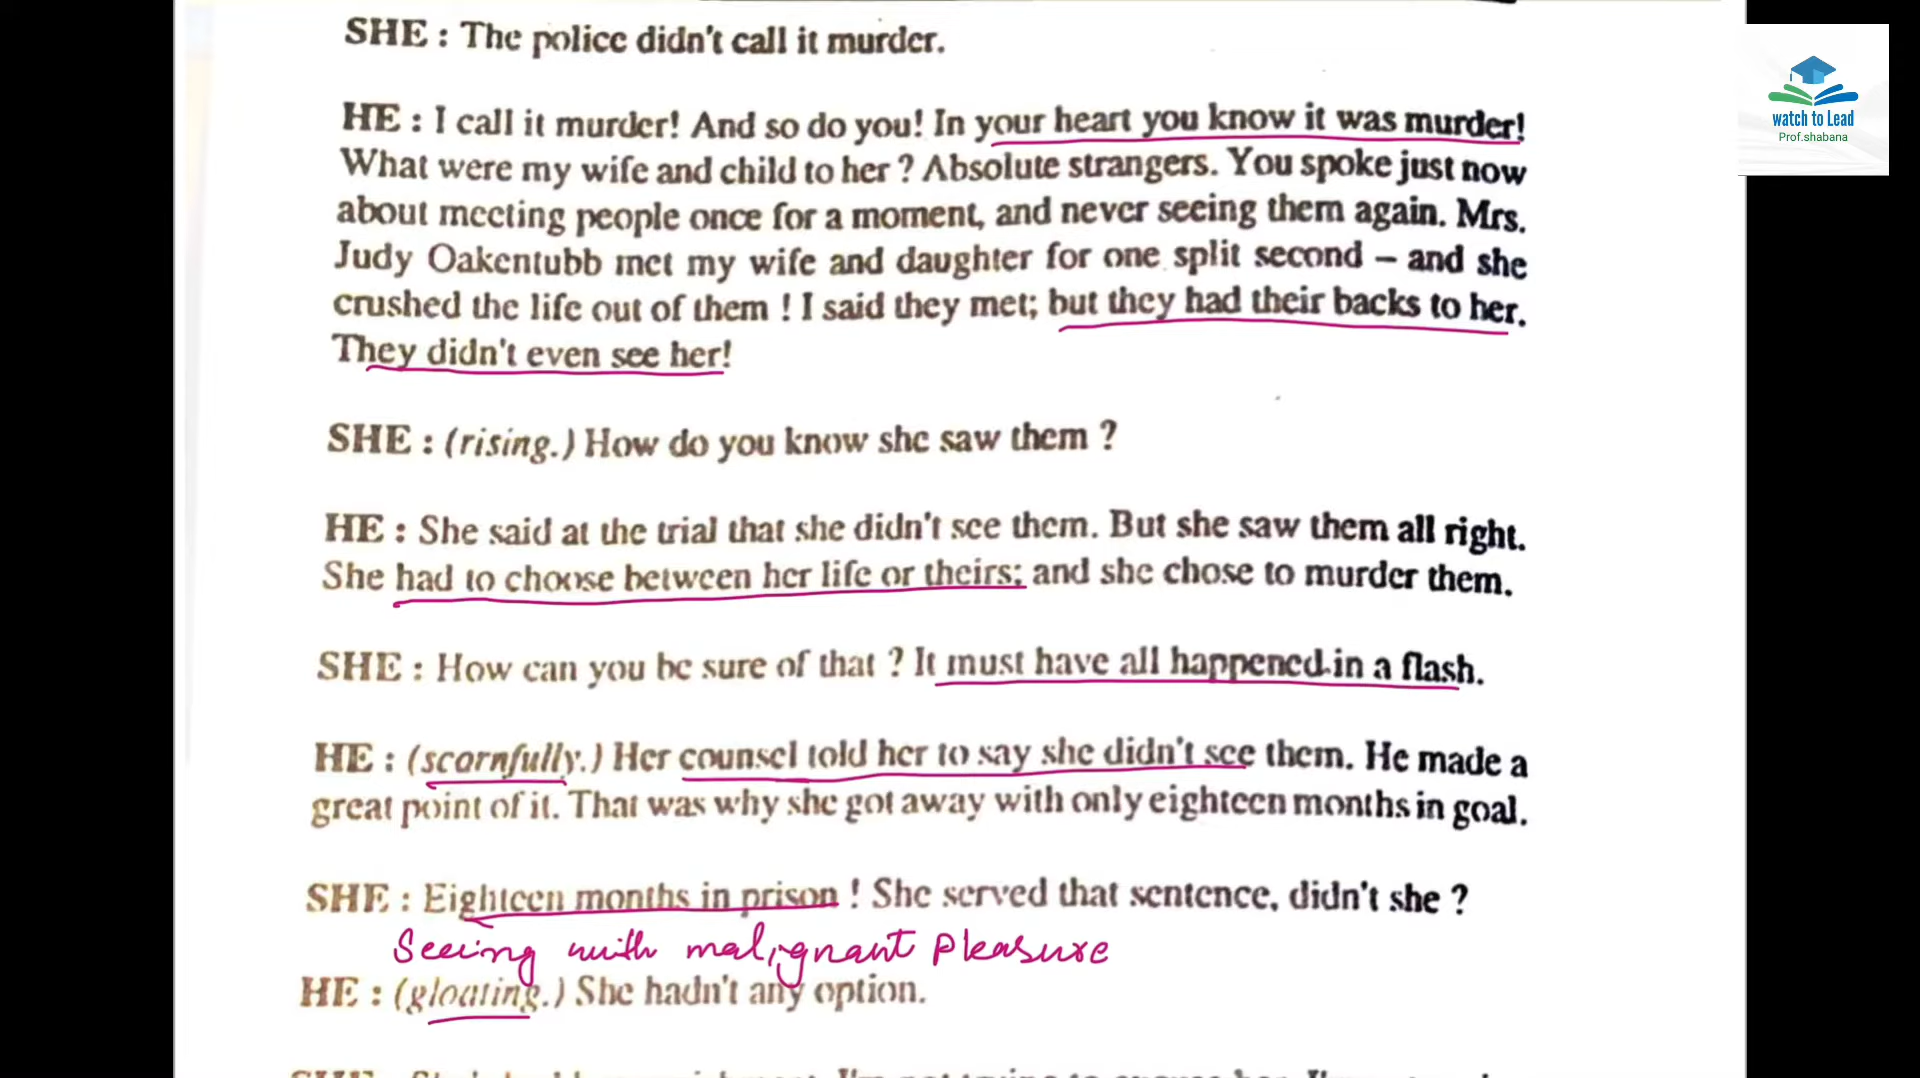 SHE : The police didn't call it murder.
watch to Lead
Prof.shabana
HE : I call it murder! And so do you! In your heart you know it was murder!
What were my wife and child to her ? Absolute strangers. You spoke just now
about meeting people once for a moment, and never seeing them again. Mrs.
Judy Oakentubb met my wife and daughter for one split second – and she
crushed the life out of them ! I said they met; but they had their backs to her.
They didn't even see her!
SHE : (rising.) How do you know she saw them ?
HE : She said at the trial that she didn't see them. But she saw them all right.
She had to choose between her life or theirs; and she chose to murder them.
SHE : How can you be sure of that ? It must have all happened in a flash.
HE : (scornfully.) Her counsel told her to say she didn't see them. He made a
great point of it. That was why she got away with only eighteen months in goal.
SHE : Eighteen months in prison ! She served that sentence, didn't she ?
Seeing with malignant pleasure
HE : (gloating.) She hadn't any option.